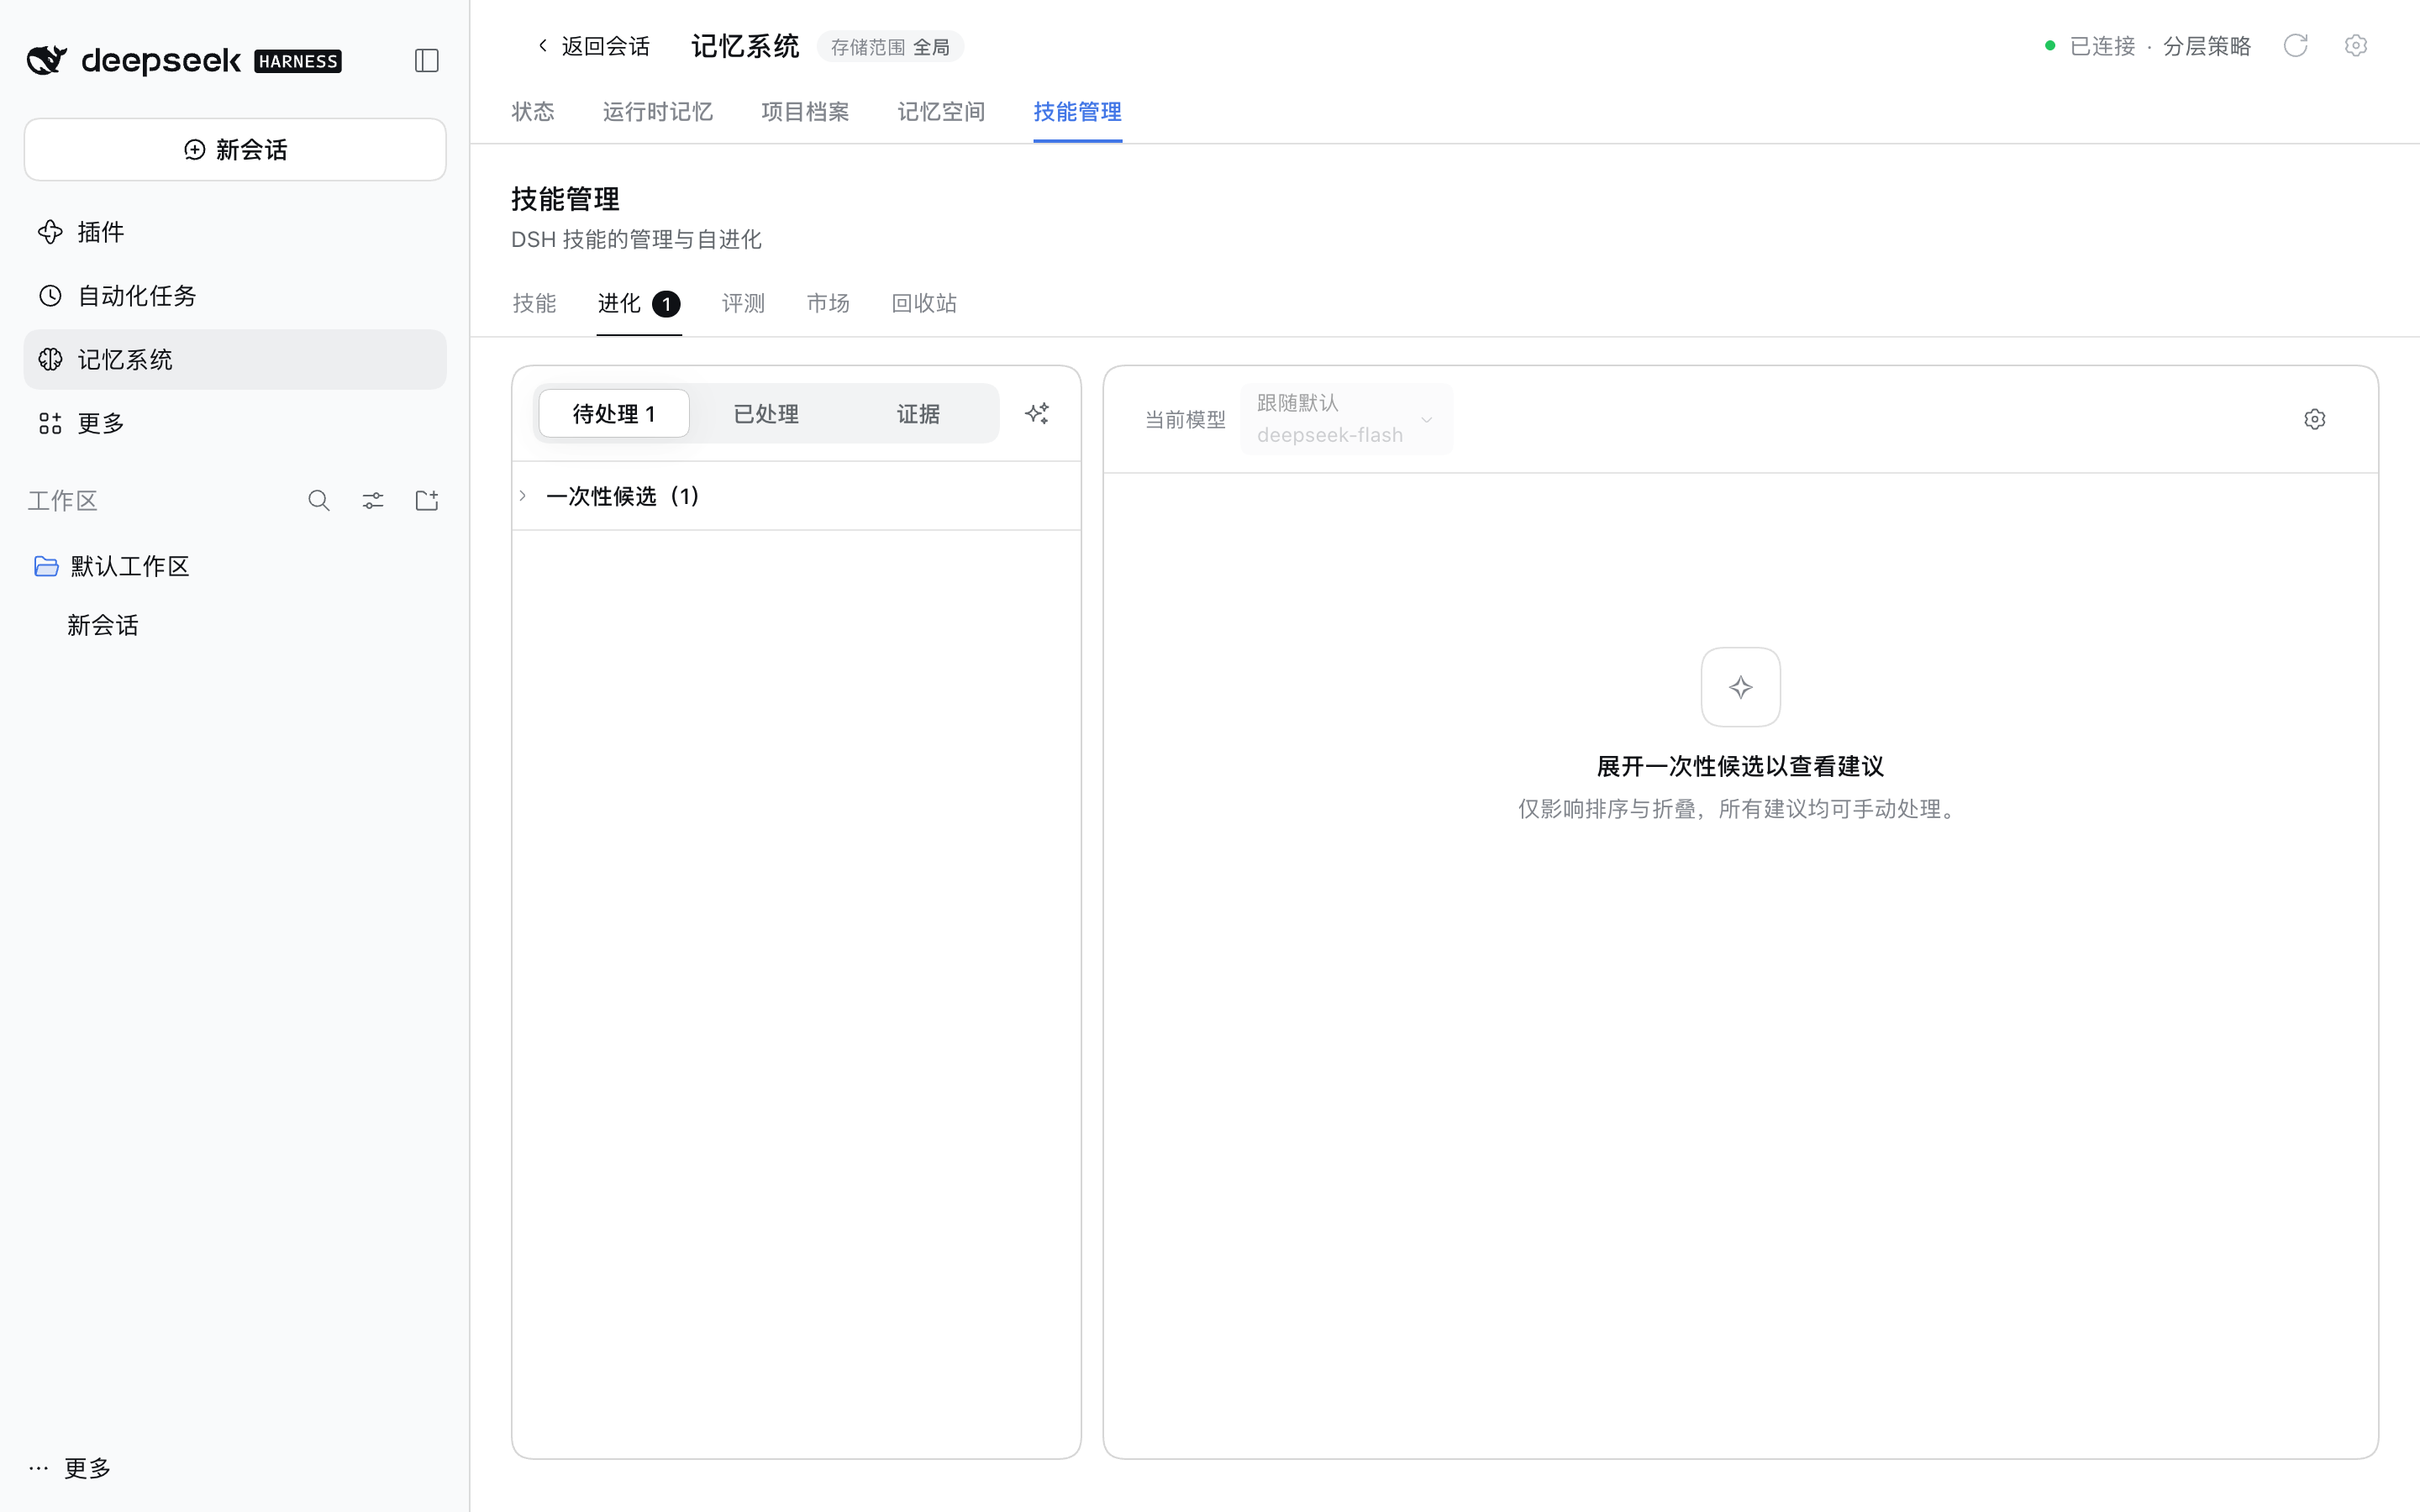 deepseek HARNESS
新会话
插件
自动化任务
记忆系统
更多
工作区
默认工作区
新会话
更多
返回会话
记忆系统
存储范围 全局
已连接 · 分层策略
状态
运行时记忆
项目档案
记忆空间
技能管理
技能管理
DSH 技能的管理与自进化
技能
进化 1
评测
市场
回收站
待处理 1
已处理
证据
一次性候选（1）
当前模型
跟随默认
deepseek-flash
展开一次性候选以查看建议
仅影响排序与折叠，所有建议均可手动处理。